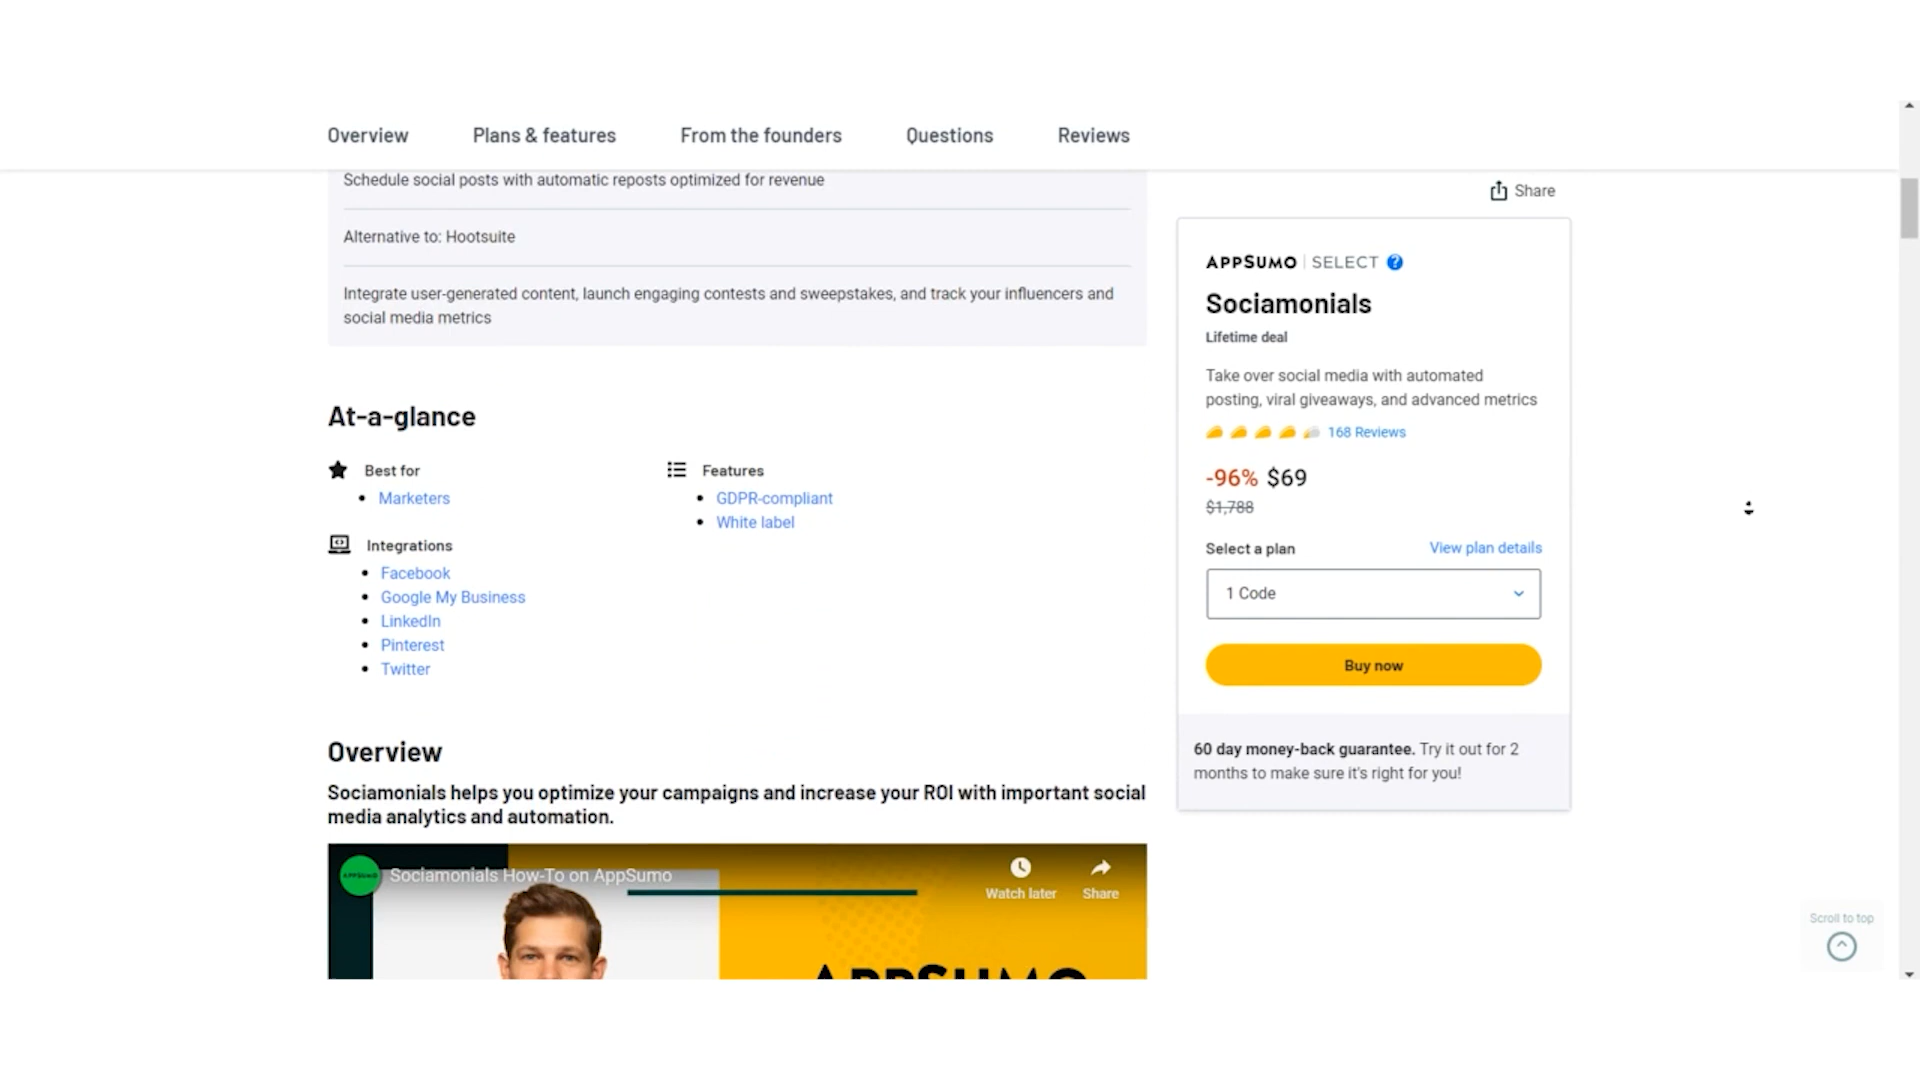 Overview
Plans & features
From the founders
Questions
Reviews
Schedule social posts with automatic reposts optimized for revenue
Alternative to: Hootsuite
Integrate user-generated content, launch engaging contests and sweepstakes, and track your influencers and
social media metrics
At-a-glance
Best for
Marketers
Integrations
Facebook
Google My Business
LinkedIn
Pinterest
Twitter
Features
GDPR-compliant
White label
Overview
Sociamonials helps you optimize your campaigns and increase your ROI with important social
media analytics and automation.
APPSUMO
Sociamonials How-To on AppSumo
Watch later
Share
APPSUMO
Share
APPSUMO | SELECT ?
Sociamonials
Lifetime deal
Take over social media with automated
posting, viral giveaways, and advanced metrics
168 Reviews
-96% $69
$1,788
Select a plan
View plan details
1 Code
Buy now
60 day money-back guarantee. Try it out for 2
months to make sure it's right for you!
Scroll to top